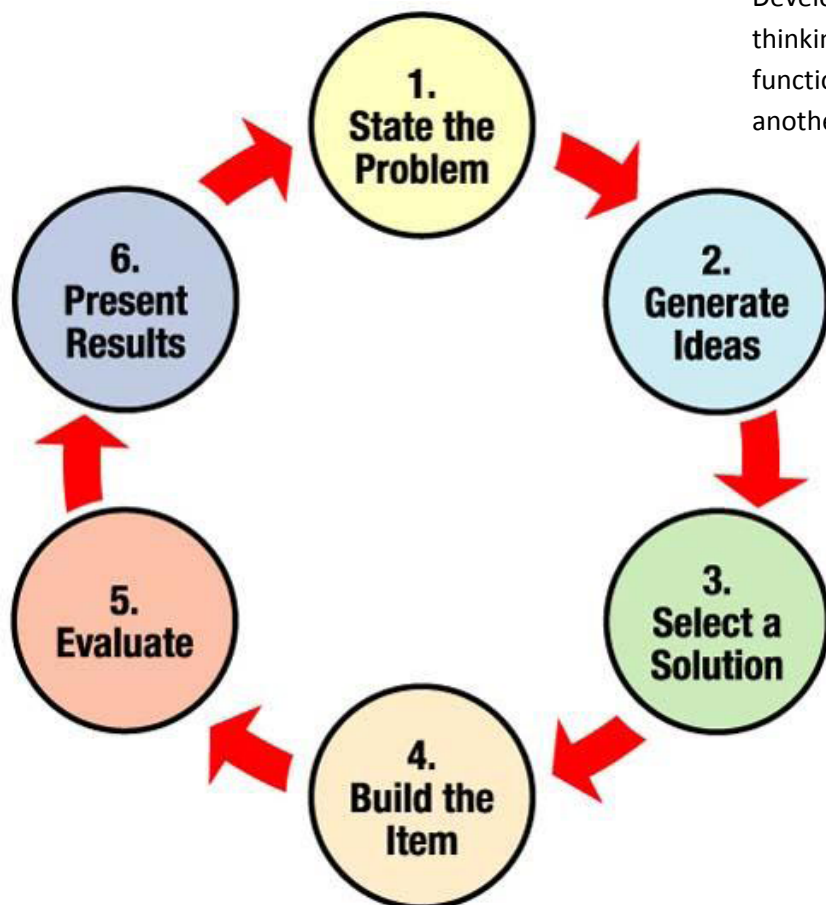 1.
State the
Problem
2.
Generate
Ideas
3.
Select a
Solution
4.
Build the
Item
5.
Evaluate
6.
Present
Results